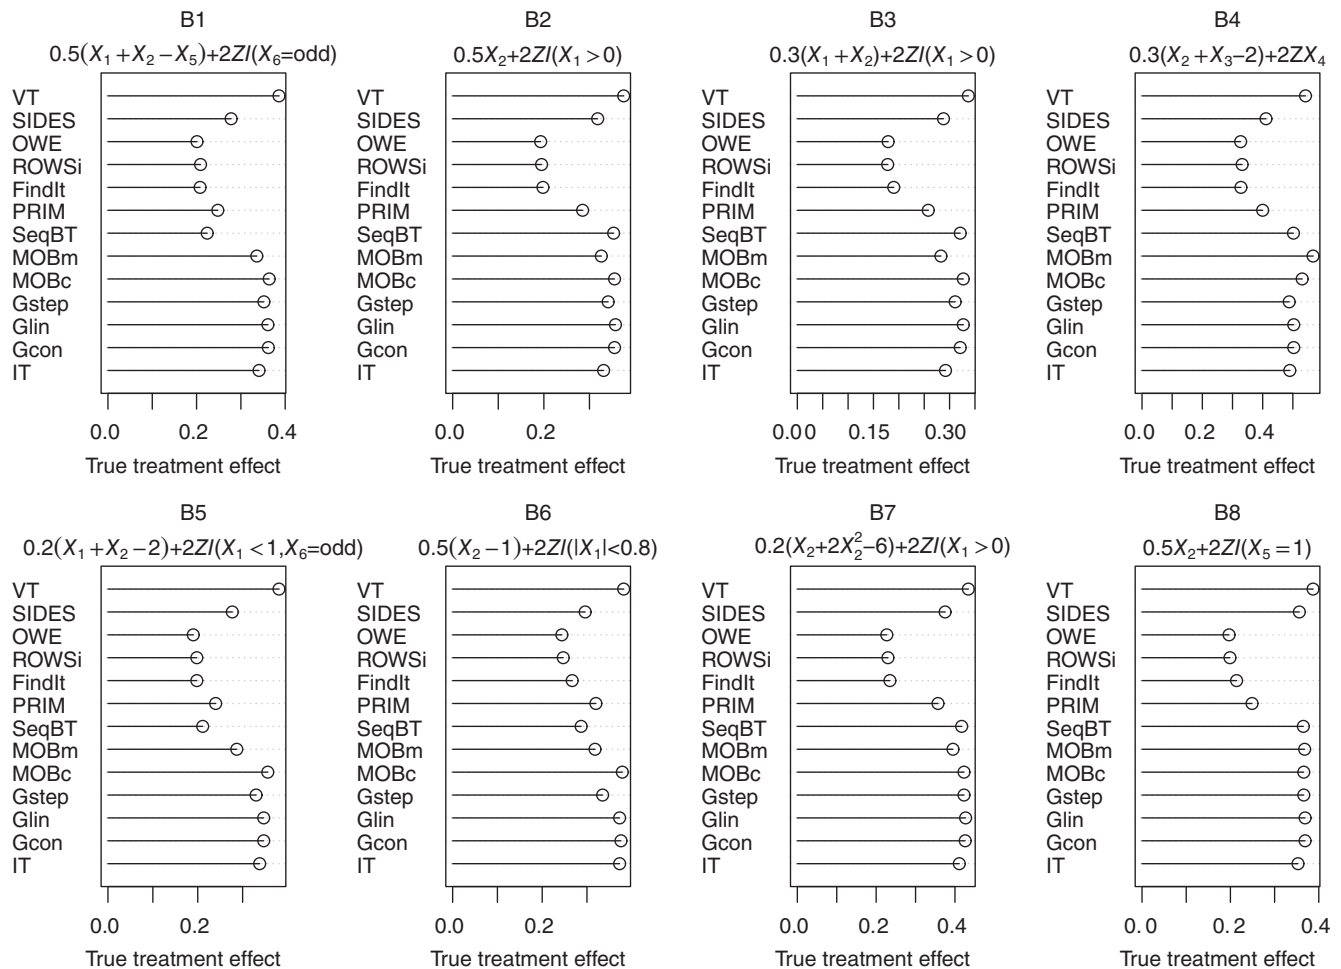 B1
0.5(X₁+X₂−X₅)+2ZI(X₆=odd)
VT
SIDES
OWE
ROWSi
FindIt
PRIM
SeqBT
MOBm
MOBc
Gstep
Glin
Gcon
IT
0.0 0.2 0.4
True treatment effect
B2
0.5X₂+2ZI(X₁>0)
VT
SIDES
OWE
ROWSi
FindIt
PRIM
SeqBT
MOBm
MOBc
Gstep
Glin
Gcon
IT
0.0 0.2
True treatment effect
B3
0.3(X₁+X₂)+2ZI(X₁>0)
VT
SIDES
OWE
ROWSi
FindIt
PRIM
SeqBT
MOBm
MOBc
Gstep
Glin
Gcon
IT
0.00 0.15 0.30
True treatment effect
B4
0.3(X₂+X₃−2)+2ZX₄
VT
SIDES
OWE
ROWSi
FindIt
PRIM
SeqBT
MOBm
MOBc
Gstep
Glin
Gcon
IT
0.0 0.2 0.4
True treatment effect
B5
0.2(X₁+X₂−2)+2ZI(X₁<1,X₆=odd)
VT
SIDES
OWE
ROWSi
FindIt
PRIM
SeqBT
MOBm
MOBc
Gstep
Glin
Gcon
IT
0.0 0.2
True treatment effect
B6
0.5(X₂−1)+2ZI(|X₁|<0.8)
VT
SIDES
OWE
ROWSi
FindIt
PRIM
SeqBT
MOBm
MOBc
Gstep
Glin
Gcon
IT
0.0 0.2
True treatment effect
B7
0.2(X₂+2X₂²−6)+2ZI(X₁>0)
VT
SIDES
OWE
ROWSi
FindIt
PRIM
SeqBT
MOBm
MOBc
Gstep
Glin
Gcon
IT
0.0 0.2 0.4
True treatment effect
B8
0.5X₂+2ZI(X₅=1)
VT
SIDES
OWE
ROWSi
FindIt
PRIM
SeqBT
MOBm
MOBc
Gstep
Glin
Gcon
IT
0.0 0.2 0.4
True treatment effect